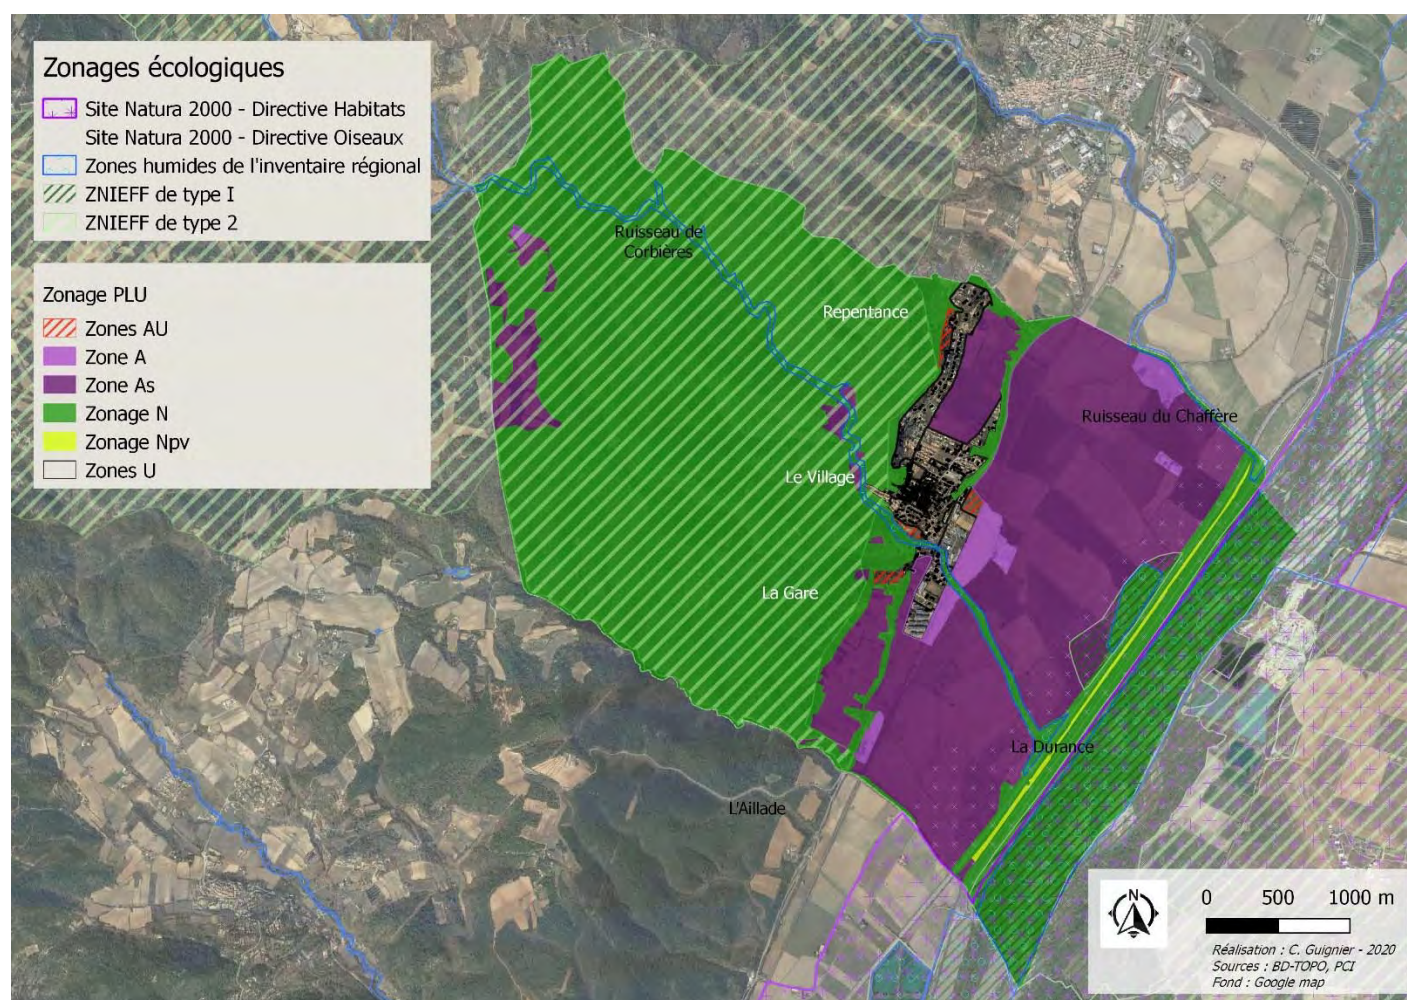 Zonages écologiques
Site Natura 2000 - Directive Habitats
Site Natura 2000 - Directive Oiseaux
Zones humides de l'inventaire régional
ZNIEFF de type I
ZNIEFF de type 2
Zonage PLU
Zones AU
Zone A
Zone As
Zonage N
Zonage Npv
Zones U
Ruisseau de
Corbières
Repentance
Ruisseau du Chaffère
Le Village
La Gare
La Durance
L'Aillade
N
0 500 1000 m
Réalisation : C. Guignier - 2020
Sources : BD-TOPO, PCI
Fond : Google map